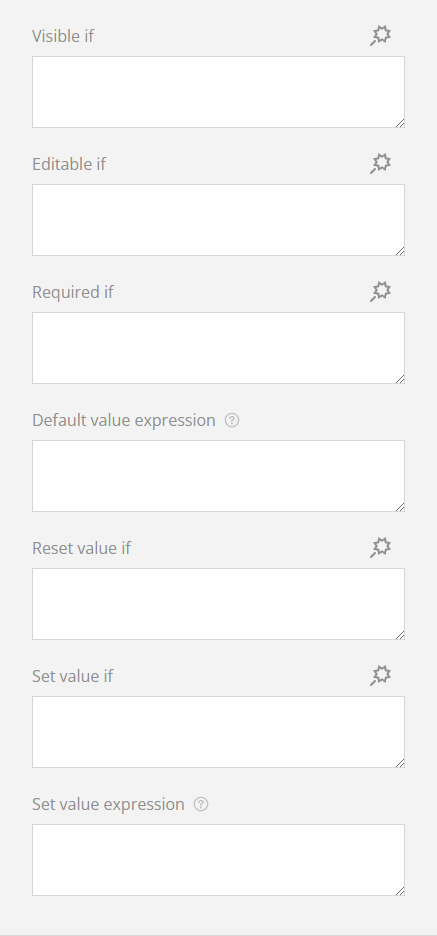 Visible if
Editable if
Required if
Default value expression ?
Reset value if
Set value if
Set value expression ?